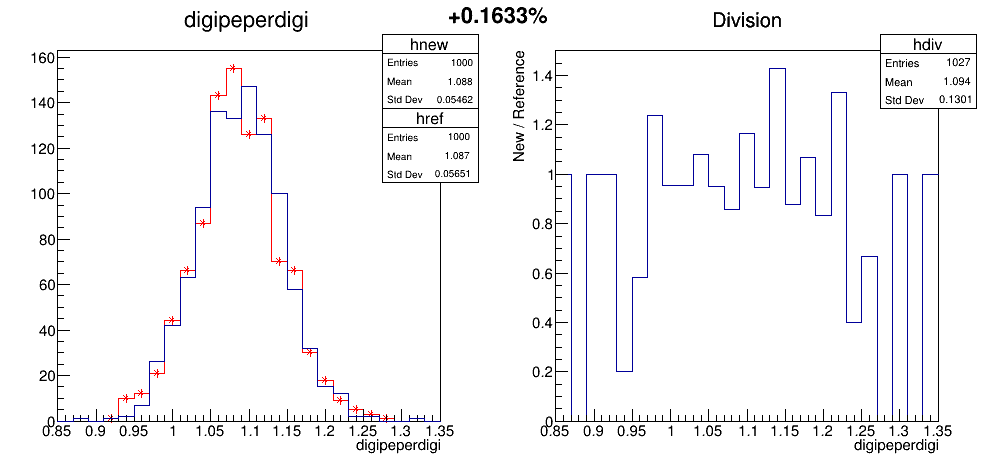 digipeperdigi
+0.1633%
Division
hnew
Entries 1000
Mean 1.088
Std Dev 0.05462
href
Entries 1000
Mean 1.087
Std Dev 0.05651
160
140
120
100
80
60
40
20
0
0.85 0.9 0.95 1 1.05 1.1 1.15 1.2 1.25 1.3 1.35
digipeperdigi
hdiv
Entries 1027
Mean 1.094
Std Dev 0.1301
New / Reference
1.4
1.2
1
0.8
0.6
0.4
0.2
0
0.85 0.9 0.95 1 1.05 1.1 1.15 1.2 1.25 1.3 1.35
digipeperdigi